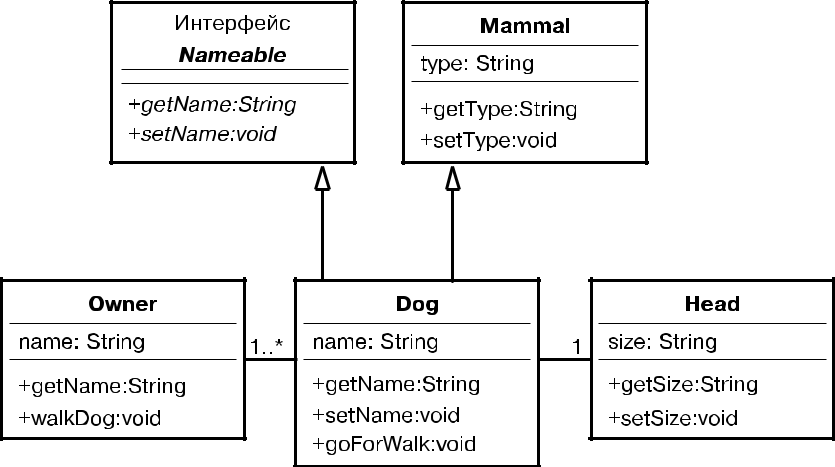 Интерфейс
Nameable
+getName:String
+setName:void
Mammal
type: String
+getType:String
+setType:void
Owner
name: String
+getName:String
+walkDog:void
1..*
Dog
name: String
+getName:String
+setName:void
+goForWalk:void
1
Head
size: String
+getSize:String
+setSize:void